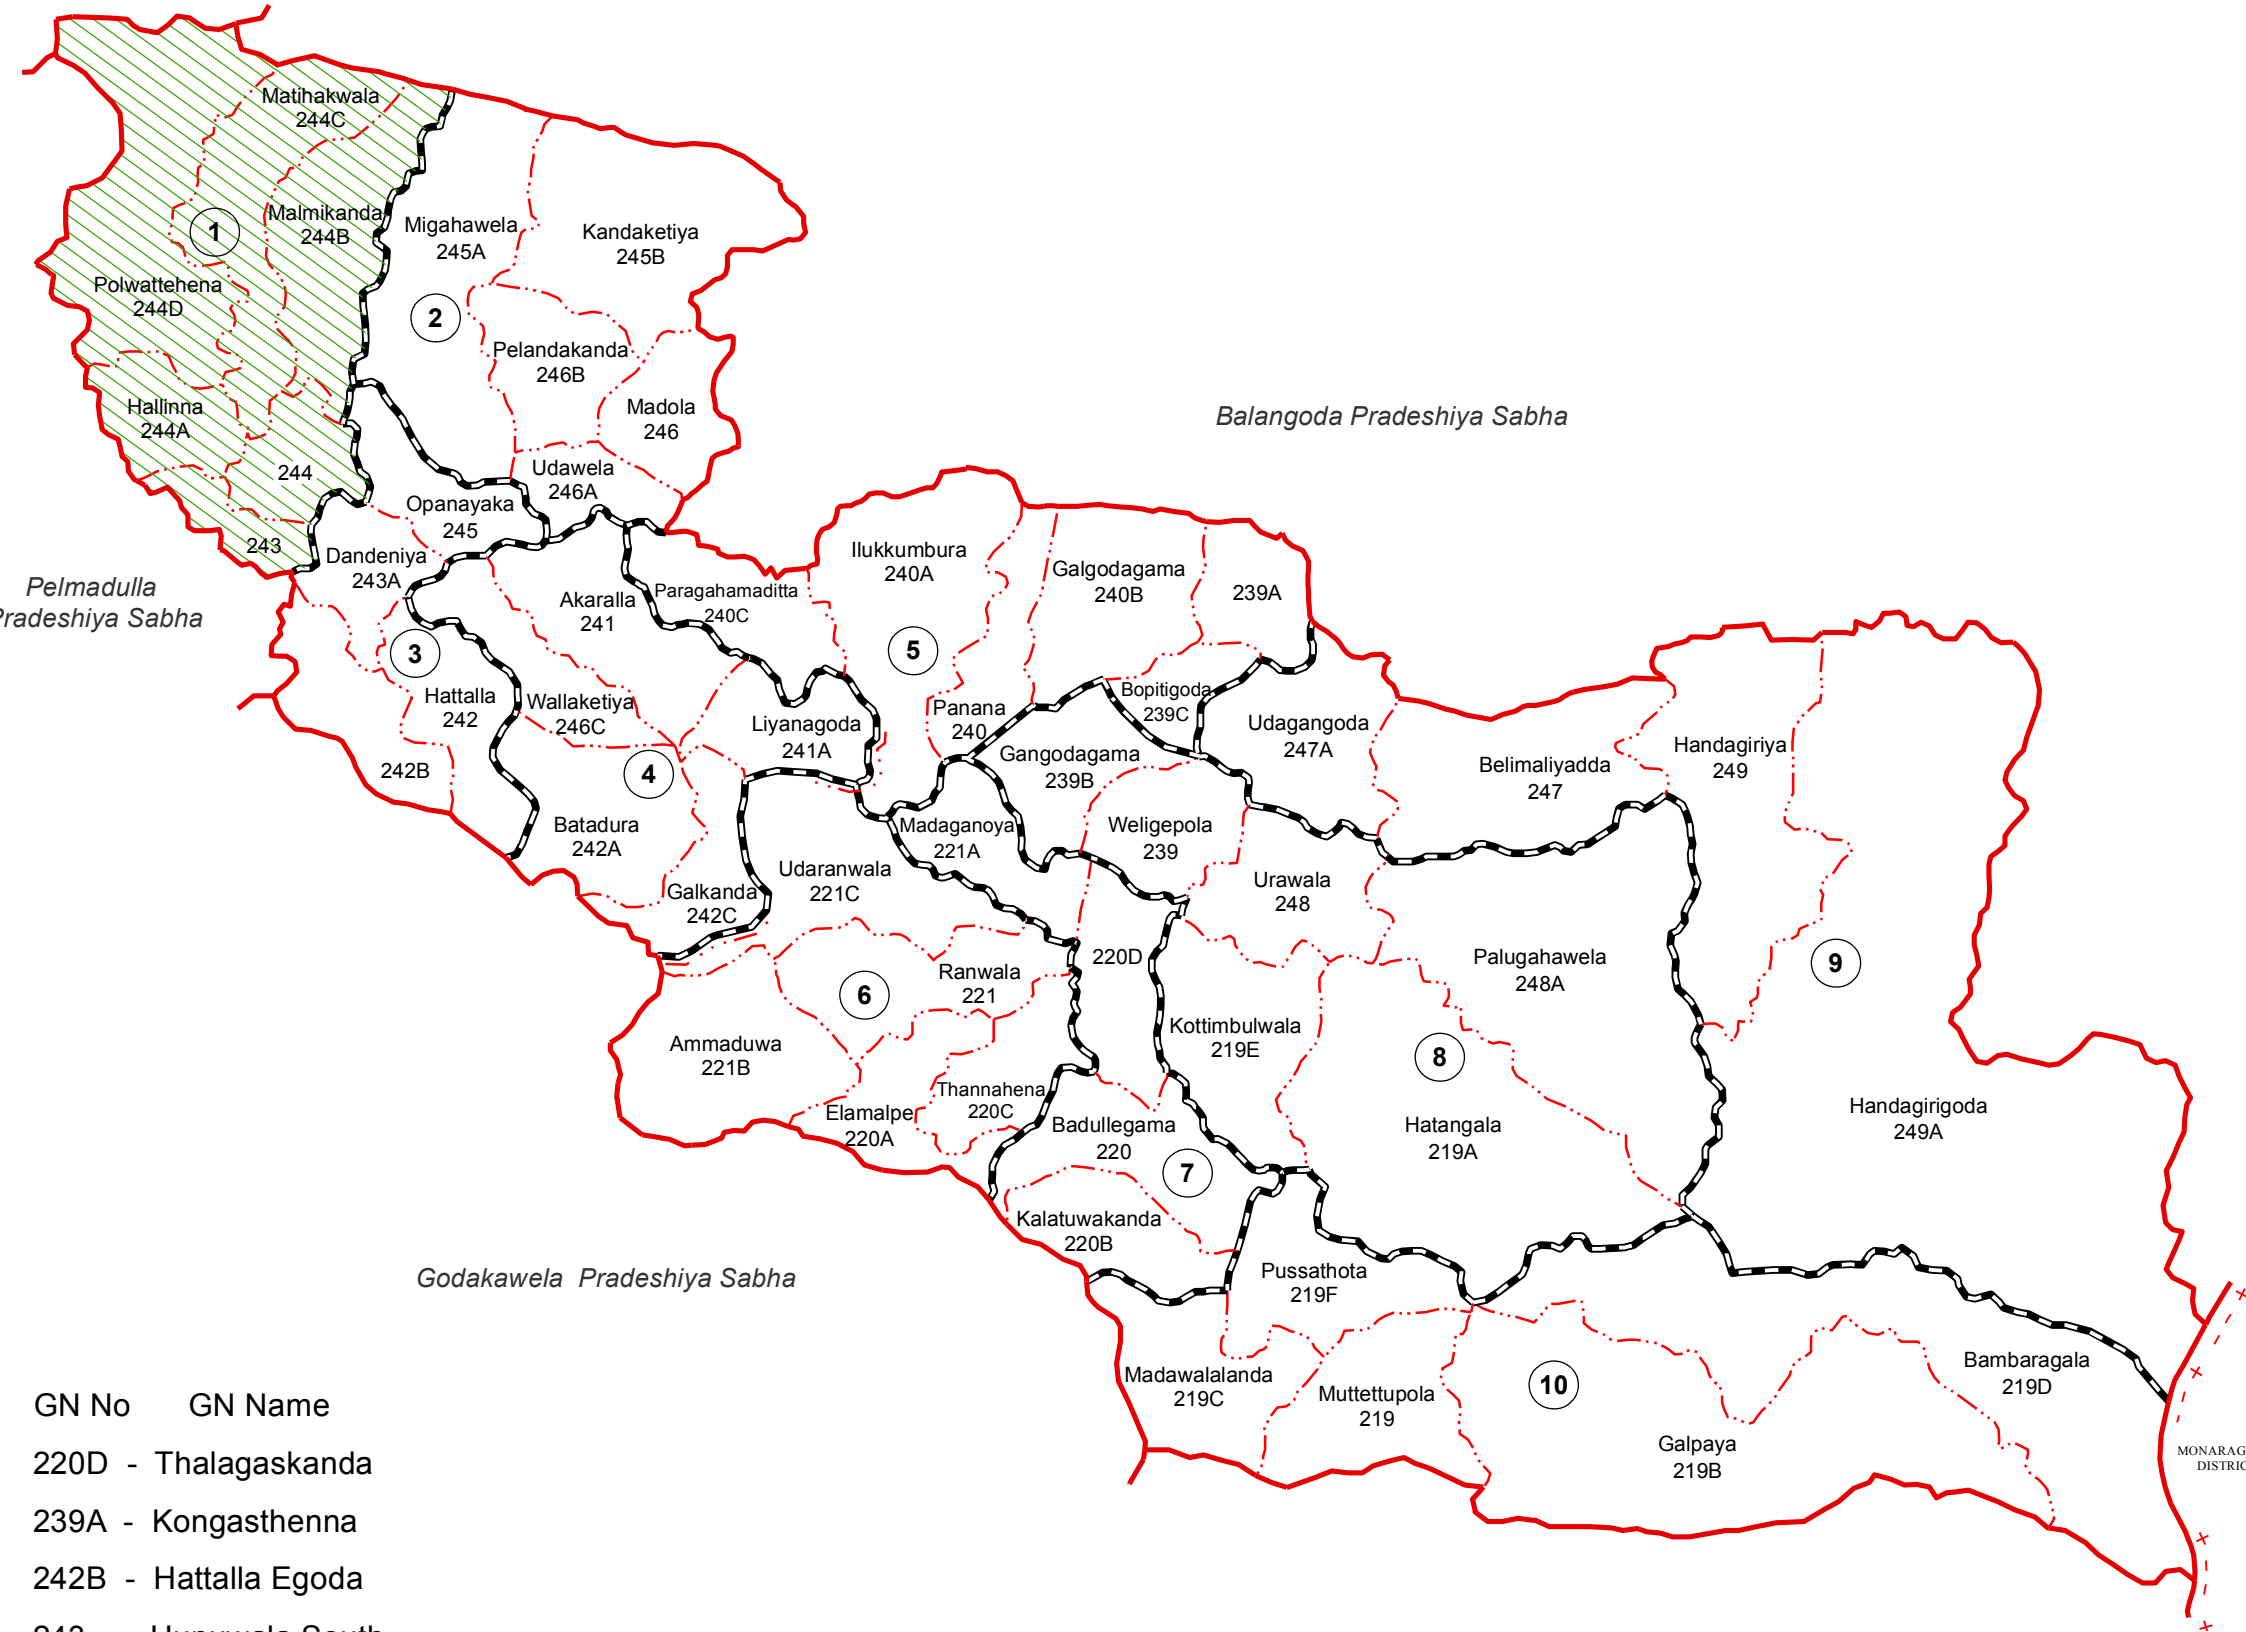 Matihakwala
244C
Malmikanda
244B
1
Polwattehena
244D
Hallinna
244A
244
243
Migahawela
245A
Kandaketiya
245B
2
Pelandakanda
246B
Madola
246
Udawela
246A
Opanayaka
245
Dandeniya
243A
Pelmadulla
Pradeshiya Sabha
Balangoda Pradeshiya Sabha
3
Hattalla
242
242B
Akaralla
241
Paragahamaditta
240C
Wallaketiya
246C
Liyanagoda
241A
4
Batadura
242A
Galkanda
242C
Ilukkumbura
240A
5
Galgodagama
240B
239A
Panana
240
Bopitigoda
239C
Gangodagama
239B
Udagangoda
247A
Belimaliyadda
247
Handagiriya
249
Madaganoya
221A
Weligepola
239
Udaranwala
221C
Urawala
248
220D
Ranwala
221
6
Palugahawela
248A
9
Ammaduwa
221B
Kottimbulwala
219E
8
Elamalpe
220A
Thannahena
220C
Badullegama
220
Hatangala
219A
Handagirigoda
249A
7
Kalatuwakanda
220B
Godakawela Pradeshiya Sabha
Pussathota
219F
Madawalalanda
219C
Muttettupola
219
10
Bambaragala
219D
Galpaya
219B
MONARAG
DISTRIC
GN No GN Name
220D - Thalagaskanda
239A - Kongasthenna
242B - Hattalla Egoda